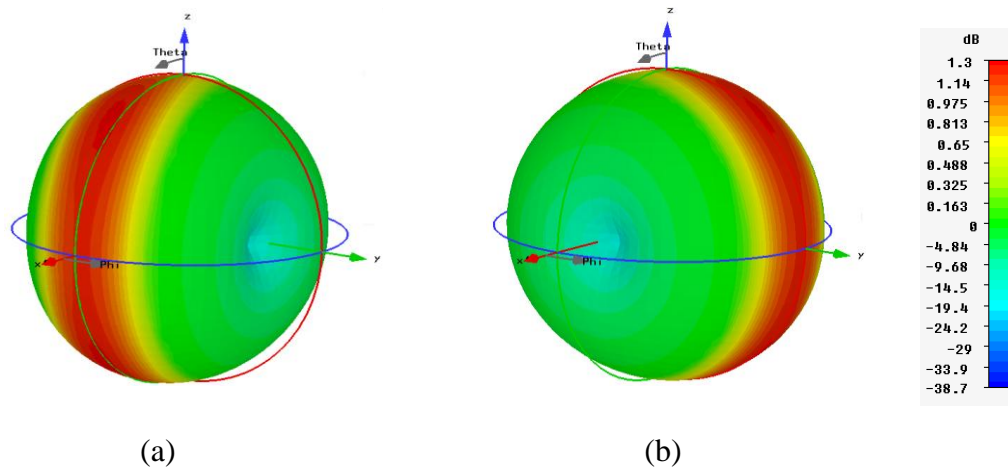 z
Theta
x
Phi
y
z
Theta
x
Phi
y
dB
1.3
1.14
0.975
0.813
0.65
0.488
0.325
0.163
0
-4.84
-9.68
-14.5
-19.4
-24.2
-29
-33.9
-38.7
(a)
(b)